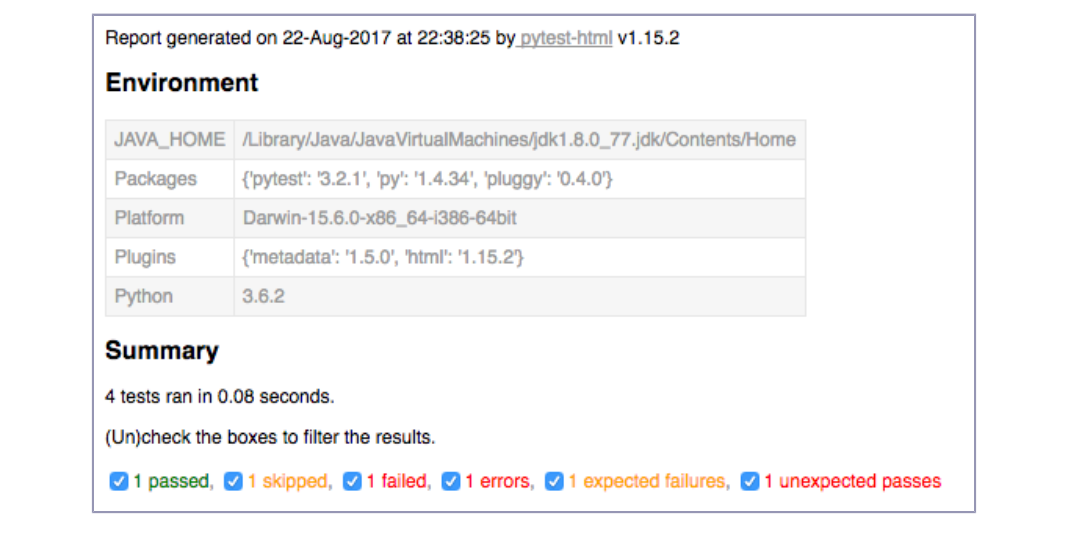 Report generated on 22-Aug-2017 at 22:38:25 by pytest-html v1.15.2
Environment
JAVA_HOME /Library/Java/JavaVirtualMachines/jdk1.8.0_77.jdk/Contents/Home
Packages {'pytest': '3.2.1', 'py': '1.4.34', 'pluggy': '0.4.0'}
Platform Darwin-15.6.0-x86_64-i386-64bit
Plugins {'metadata': '1.5.0', 'html': '1.15.2'}
Python 3.6.2
Summary
4 tests ran in 0.08 seconds.
(Un)check the boxes to filter the results.
1 passed, 1 skipped, 1 failed, 1 errors, 1 expected failures, 1 unexpected passes